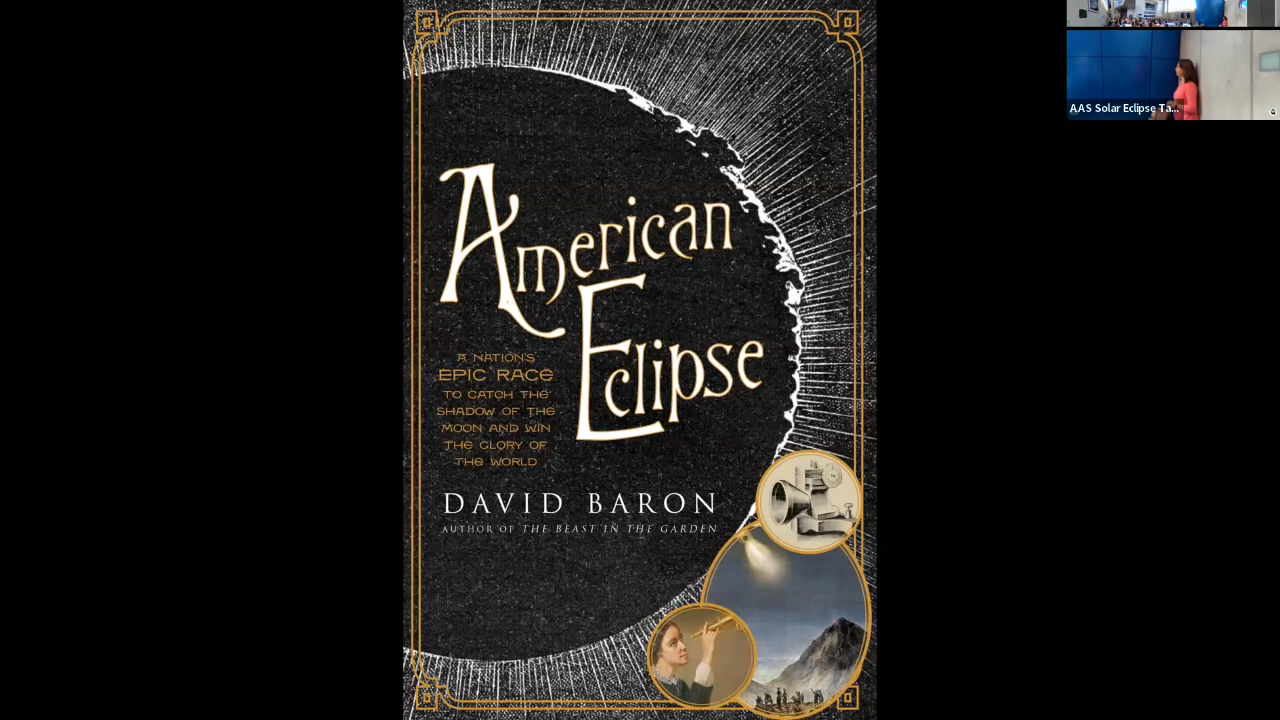 American
Eclipse
A NATION'S
EPIC RACE
TO CATCH THE
SHADOW OF THE
MOON AND WIN
THE GLORY OF
THE WORLD
DAVID BARON
AUTHOR OF THE BEAST IN THE GARDEN
AAS Solar Eclipse Ta...